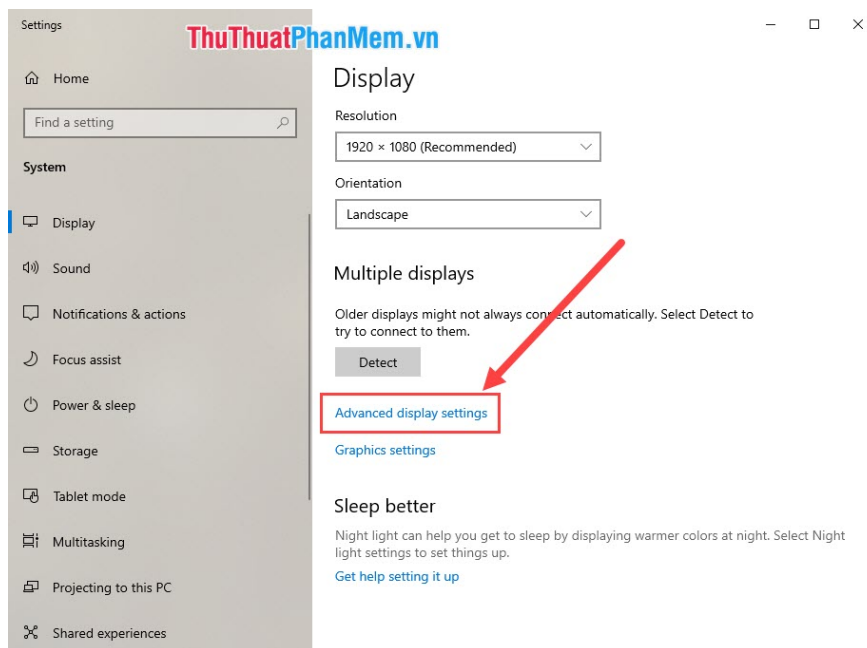 Settings
ThuThuatPhanMem.vn
Home
Find a setting
System
Display
Sound
Notifications & actions
Focus assist
Power & sleep
Storage
Tablet mode
Multitasking
Projecting to this PC
Shared experiences
Display
Resolution
1920 × 1080 (Recommended)
Orientation
Landscape
Multiple displays
Older displays might not always connect automatically. Select Detect to
try to connect to them.
Detect
Advanced display settings
Graphics settings
Sleep better
Night light can help you get to sleep by displaying warmer colors at night. Select Night
light settings to set things up.
Get help setting it up